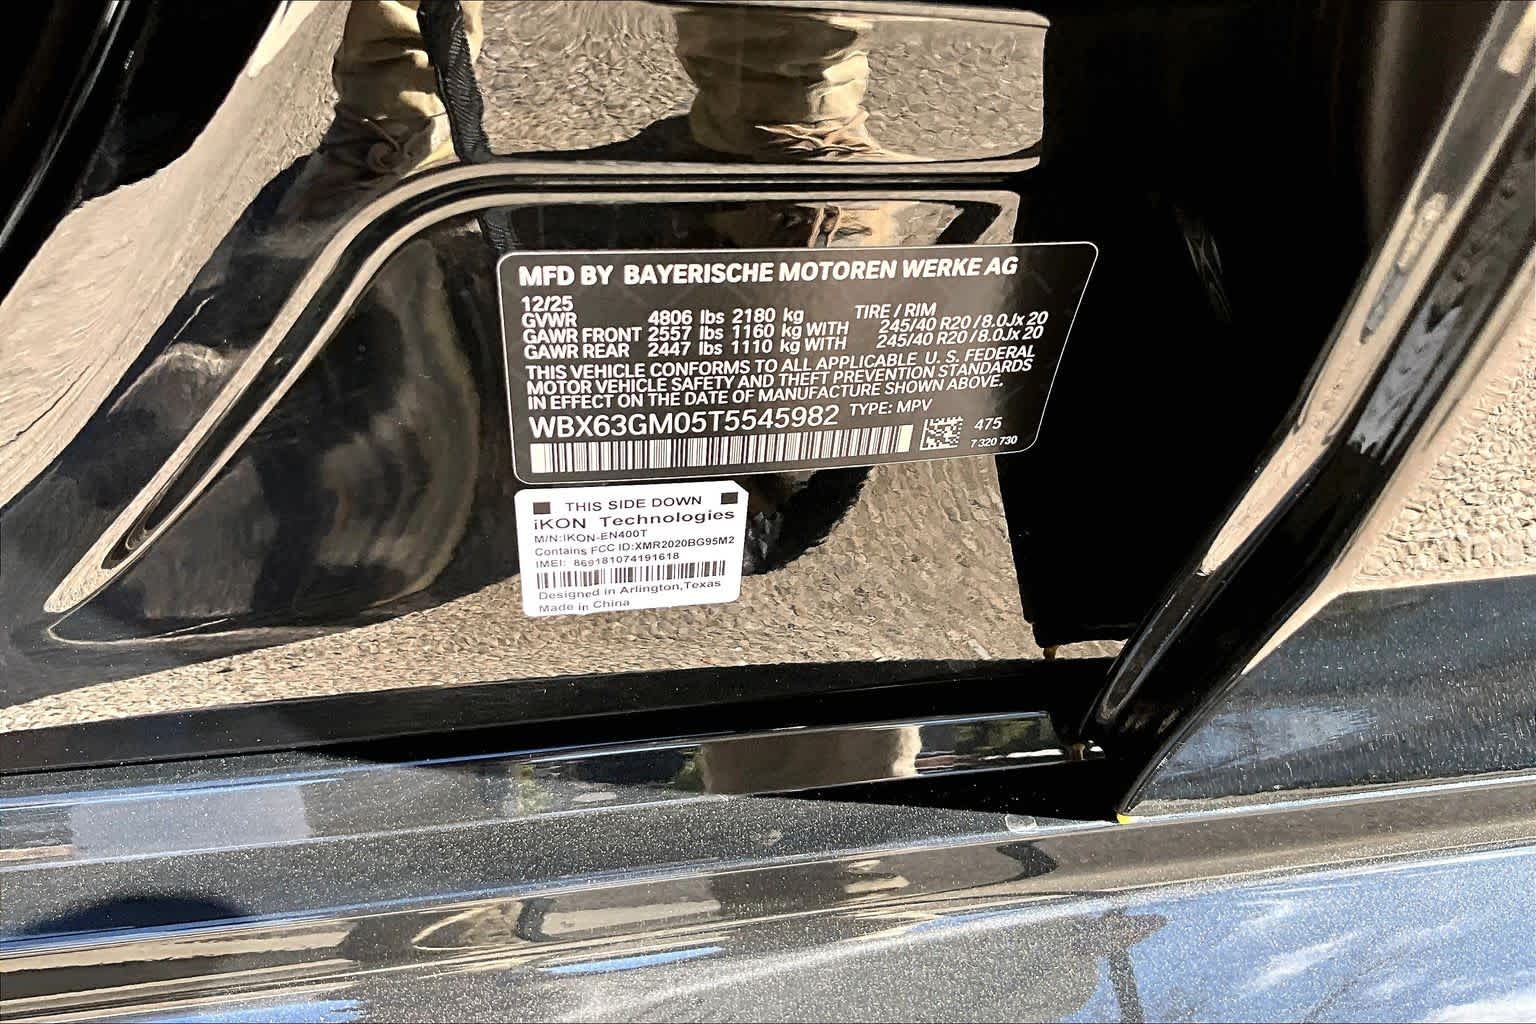 MFD BY BAYERISCHE MOTOREN WERKE AG
12/25
GVWR 4806 lbs 2180 kg TIRE / RIM
GAWR FRONT 2557 lbs 1160 kg WITH 245/40 R20 /8.0Jx 20
GAWR REAR 2447 lbs 1110 kg WITH 245/40 R20 /8.0Jx 20
THIS VEHICLE CONFORMS TO ALL APPLICABLE U. S. FEDERAL
MOTOR VEHICLE SAFETY AND THEFT PREVENTION STANDARDS
IN EFFECT ON THE DATE OF MANUFACTURE SHOWN ABOVE.
WBX63GM05T5545982 TYPE: MPV
475
7 320 730
THIS SIDE DOWN
iKON Technologies
M/N:IKON-EN400T
Contains FCC ID:XMR2020BG95M2
IMEI: 869181074191618
Designed in Arlington,Texas
Made in China